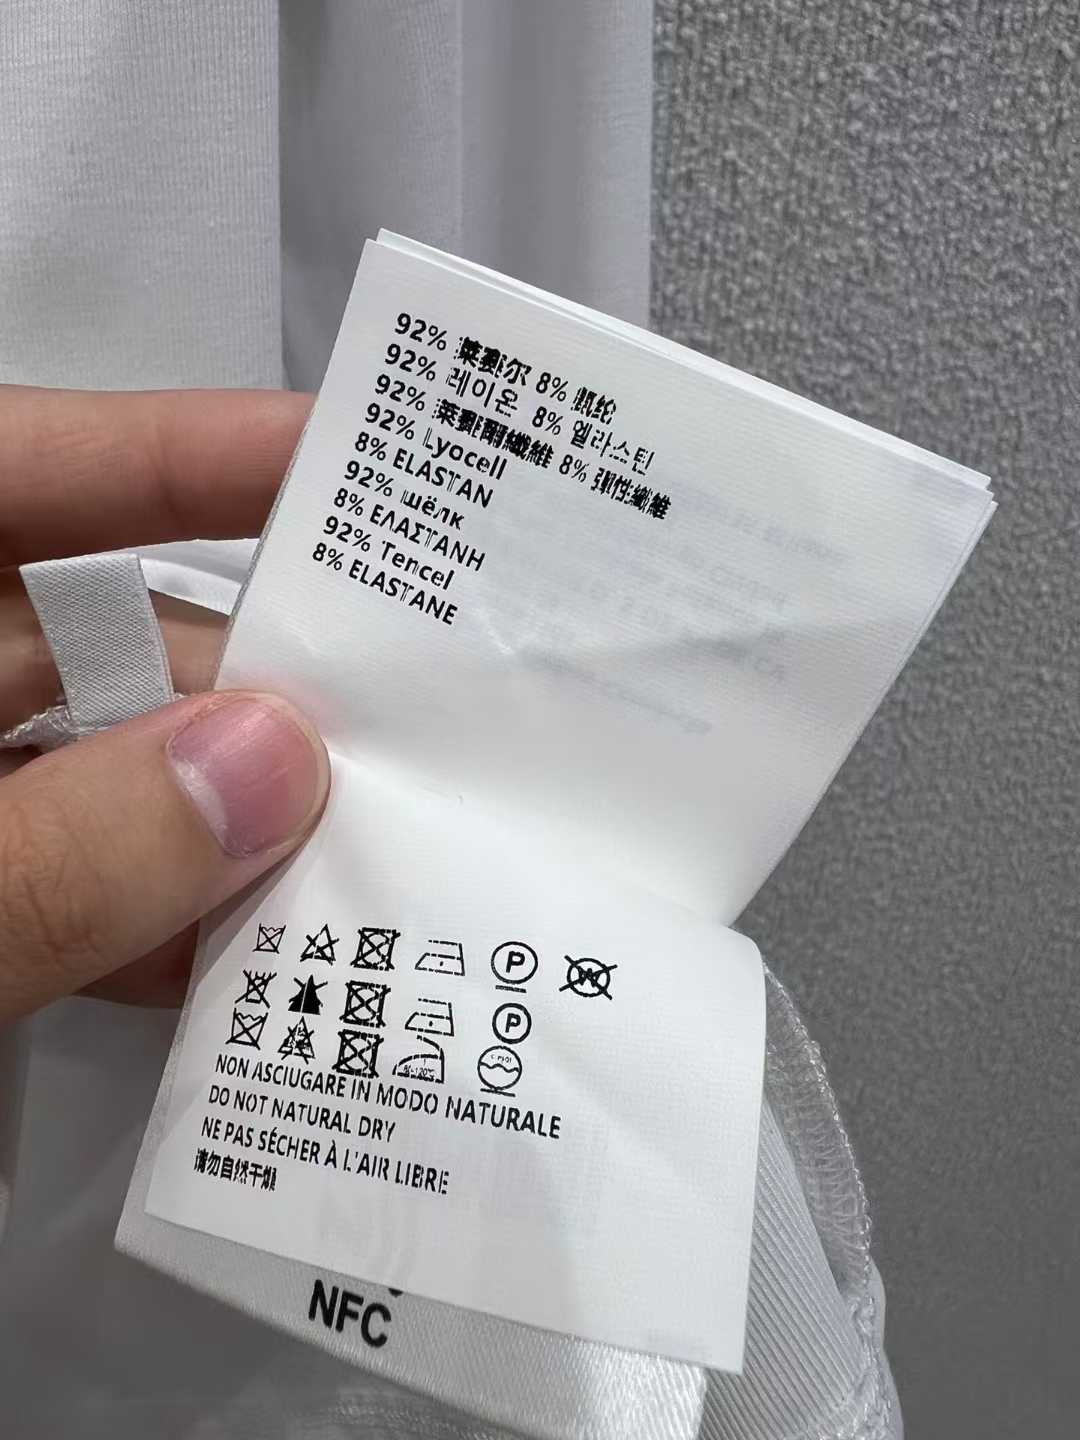 92% 莱赛尔 8% 氨纶
92% 레이온 8% 엘라스틴
92% 萊賽爾纖維 8% 彈性纖維
92% Lyocell
8% ELASTAN
92% шёлк
8% ΕΛΑΣΤΑΝΗ
92% Tencel
8% ELASTANE
P W
P
NON ASCIUGARE IN MODO NATURALE
DO NOT NATURAL DRY
NE PAS SÉCHER À L'AIR LIBRE
请勿自然干燥
NFC